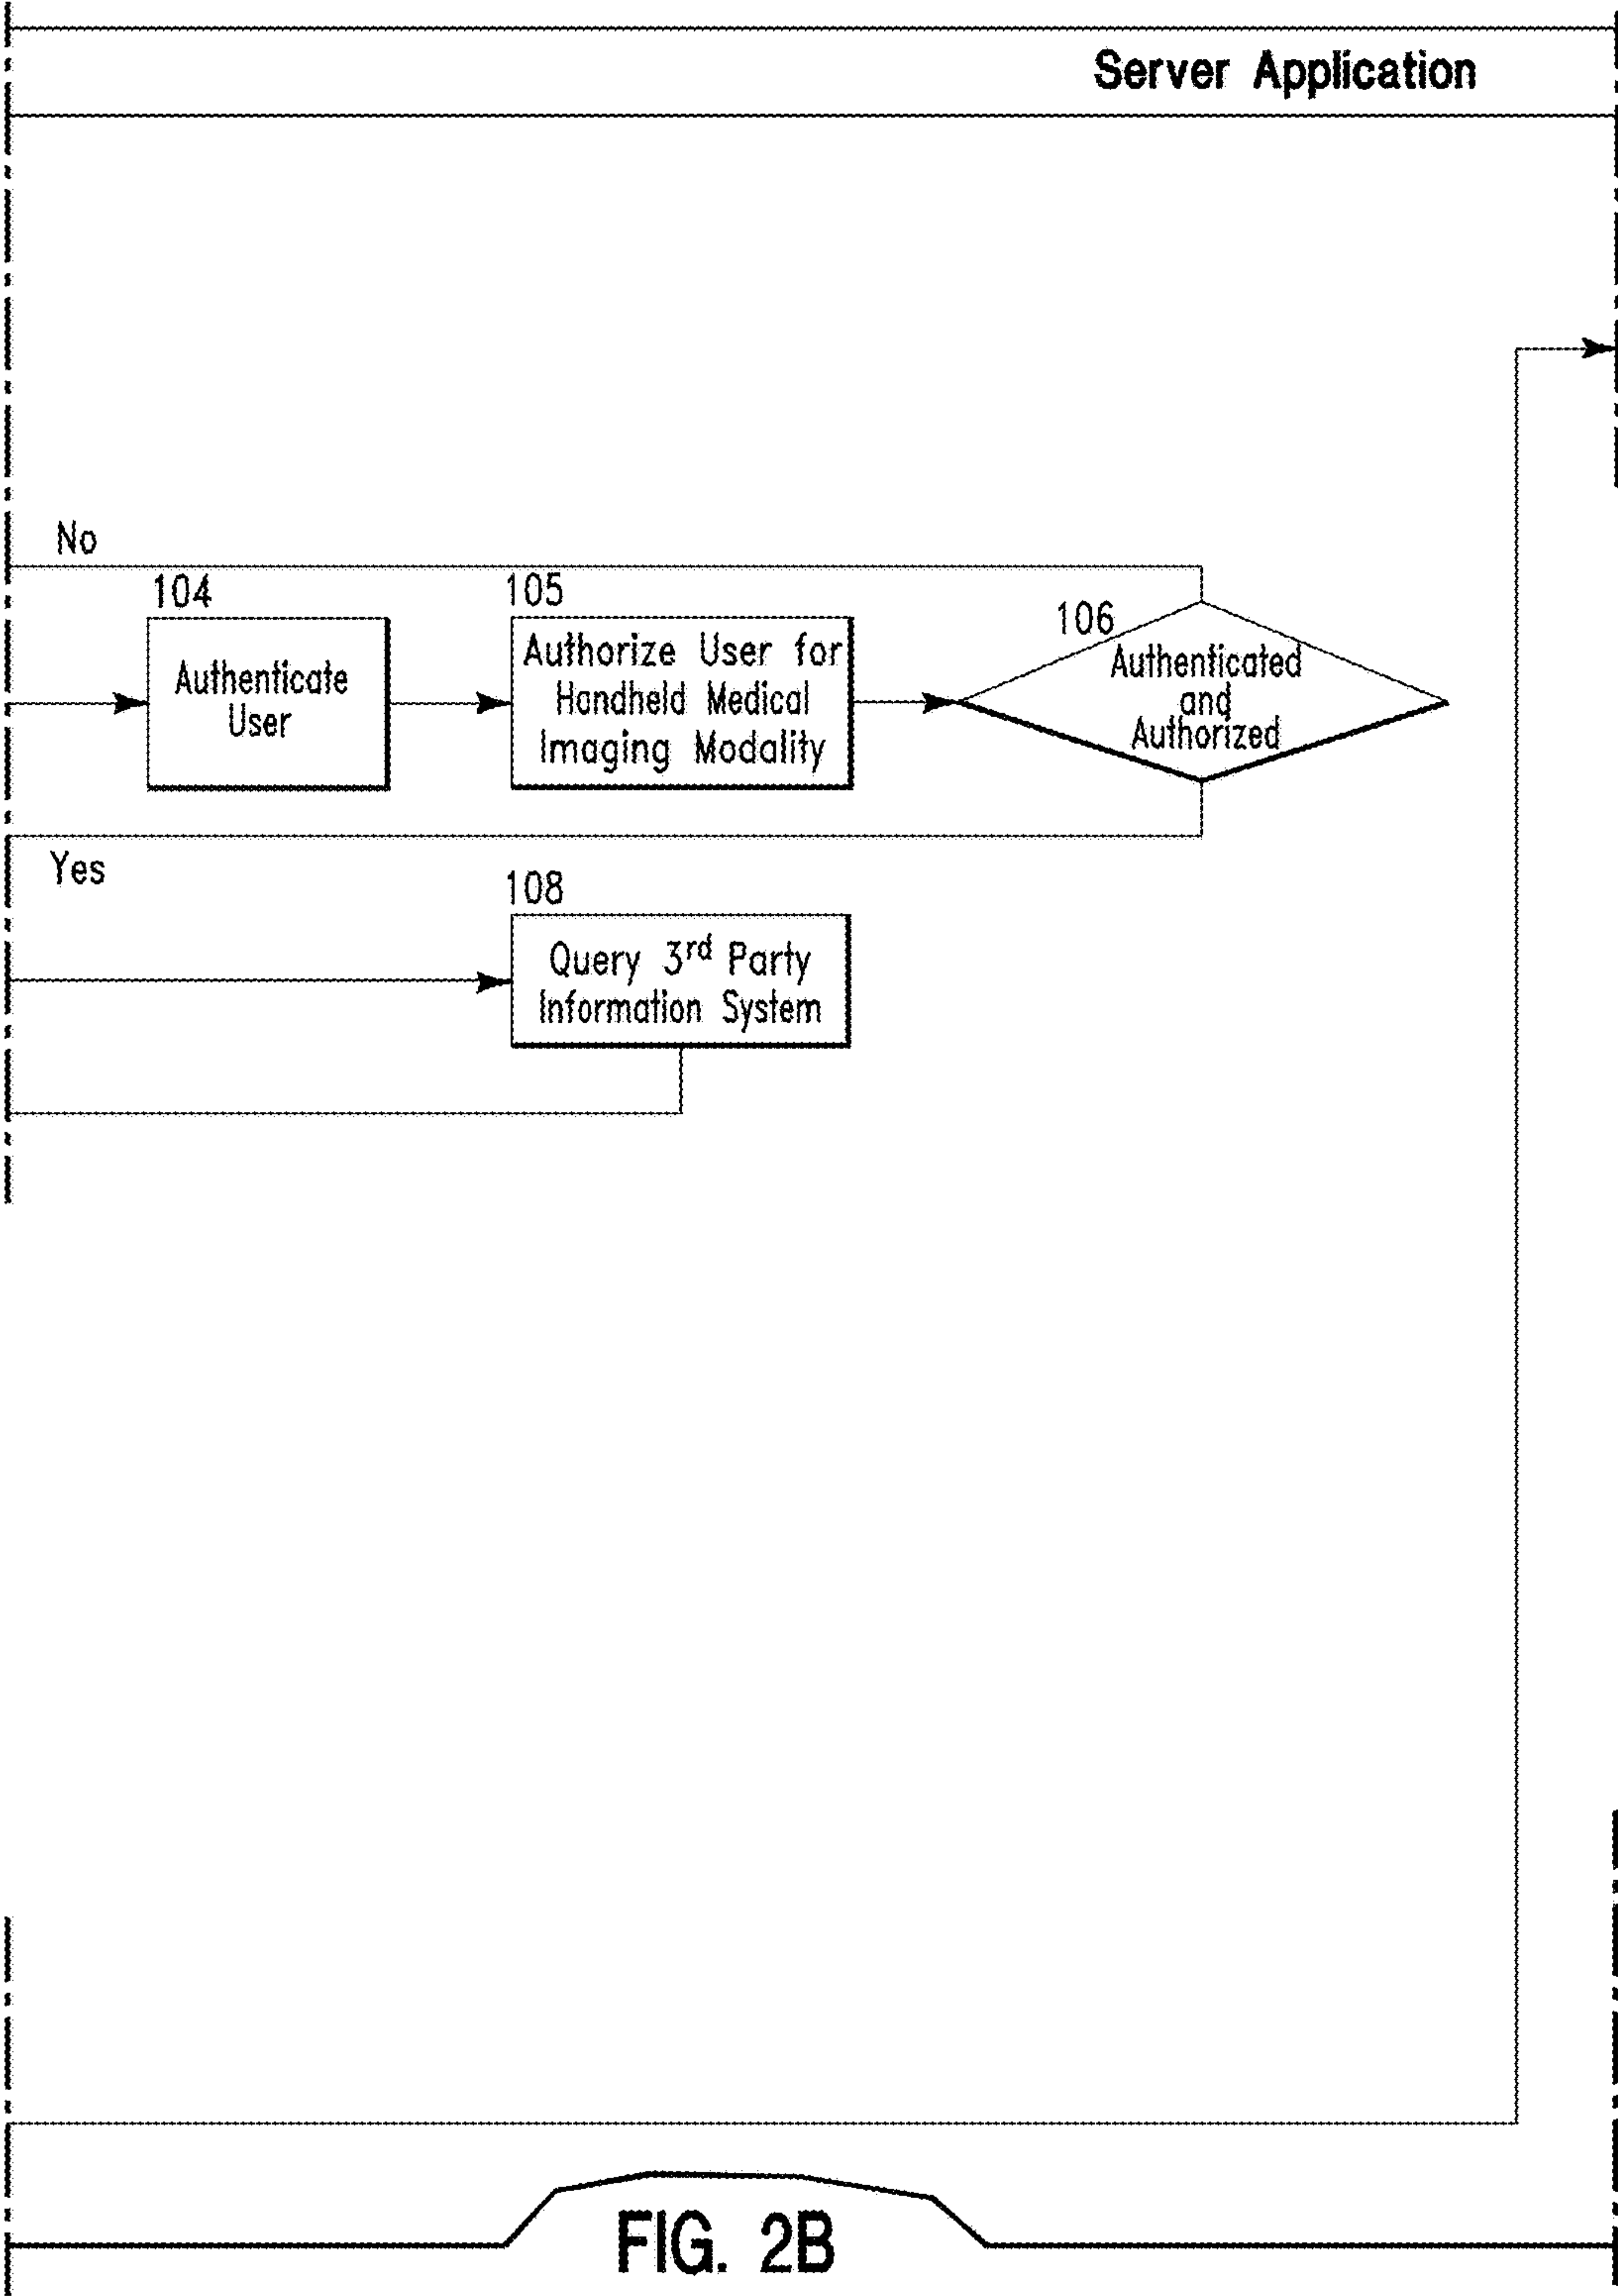 Server Application
No
104
105
106
Authenticate
User
Authorize User for
Handheld Medical
Imaging Modality
Authenticated
and
Authorized
Yes
108
Query 3rd Party
Information System
FIG. 2B